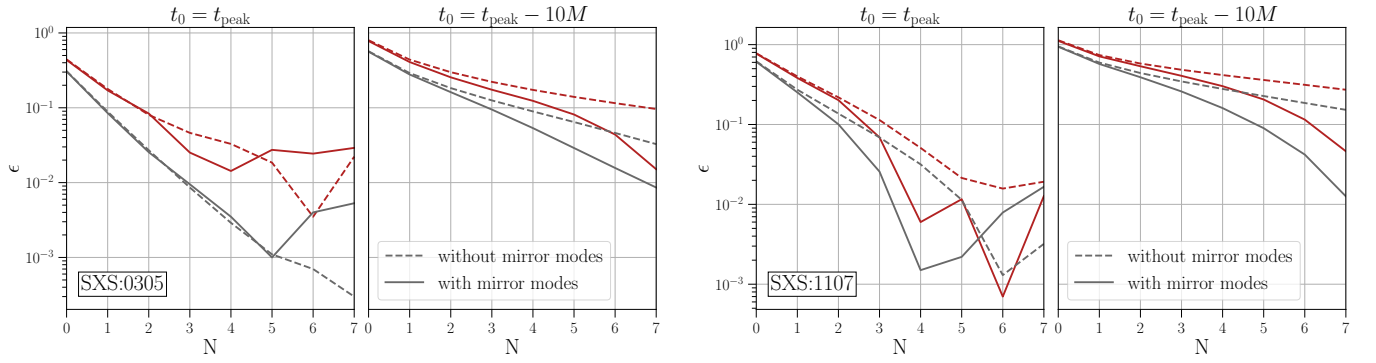 t₀ = t_peak
t₀ = t_peak − 10M
10⁰
10⁻¹
10⁻²
10⁻³
ϵ
SXS:0305
without mirror modes
with mirror modes
0 1 2 3 4 5 6 7
0 1 2 3 4 5 6 7
N
N
t₀ = t_peak
t₀ = t_peak − 10M
10⁰
10⁻¹
10⁻²
10⁻³
ϵ
SXS:1107
without mirror modes
with mirror modes
0 1 2 3 4 5 6 7
0 1 2 3 4 5 6 7
N
N